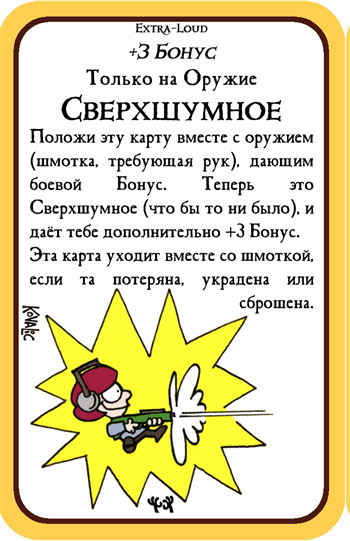 Extra-Loud
+3 Бонус
Только на Оружие
Сверхшумное
Положи эту карту вместе с оружием
(шмотка, требующая рук), дающим
боевой Бонус. Теперь это
Сверхшумное (что бы то ни было), и
даёт тебе дополнительно +3 Бонус.
Эта карта уходит вместе со шмоткой,
если та потеряна, украдена или
сброшена.
Kovalic